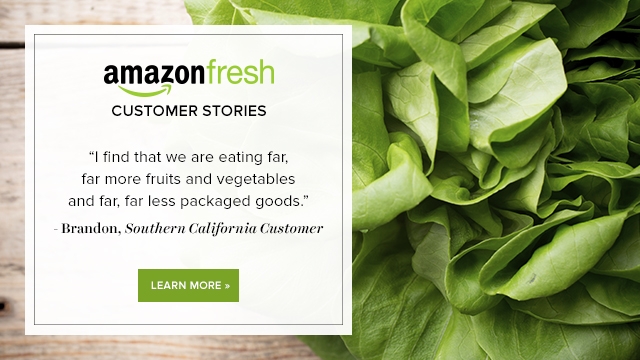 amazonfresh
CUSTOMER STORIES
“I find that we are eating far,
far more fruits and vegetables
and far, far less packaged goods.”
- Brandon, Southern California Customer
LEARN MORE »